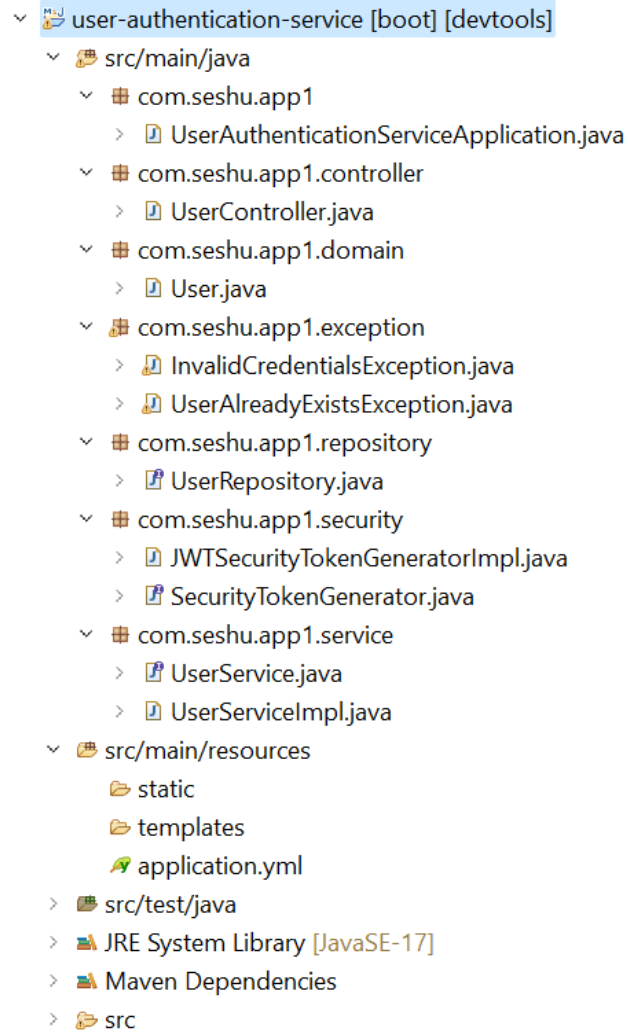 user-authentication-service [boot] [devtools]
src/main/java
com.seshu.app1
UserAuthenticationServiceApplication.java
com.seshu.app1.controller
UserController.java
com.seshu.app1.domain
User.java
com.seshu.app1.exception
InvalidCredentialsException.java
UserAlreadyExistsException.java
com.seshu.app1.repository
UserRepository.java
com.seshu.app1.security
JWTSecurityTokenGeneratorImpl.java
SecurityTokenGenerator.java
com.seshu.app1.service
UserService.java
UserServiceImpl.java
src/main/resources
static
templates
application.yml
src/test/java
JRE System Library [JavaSE-17]
Maven Dependencies
src